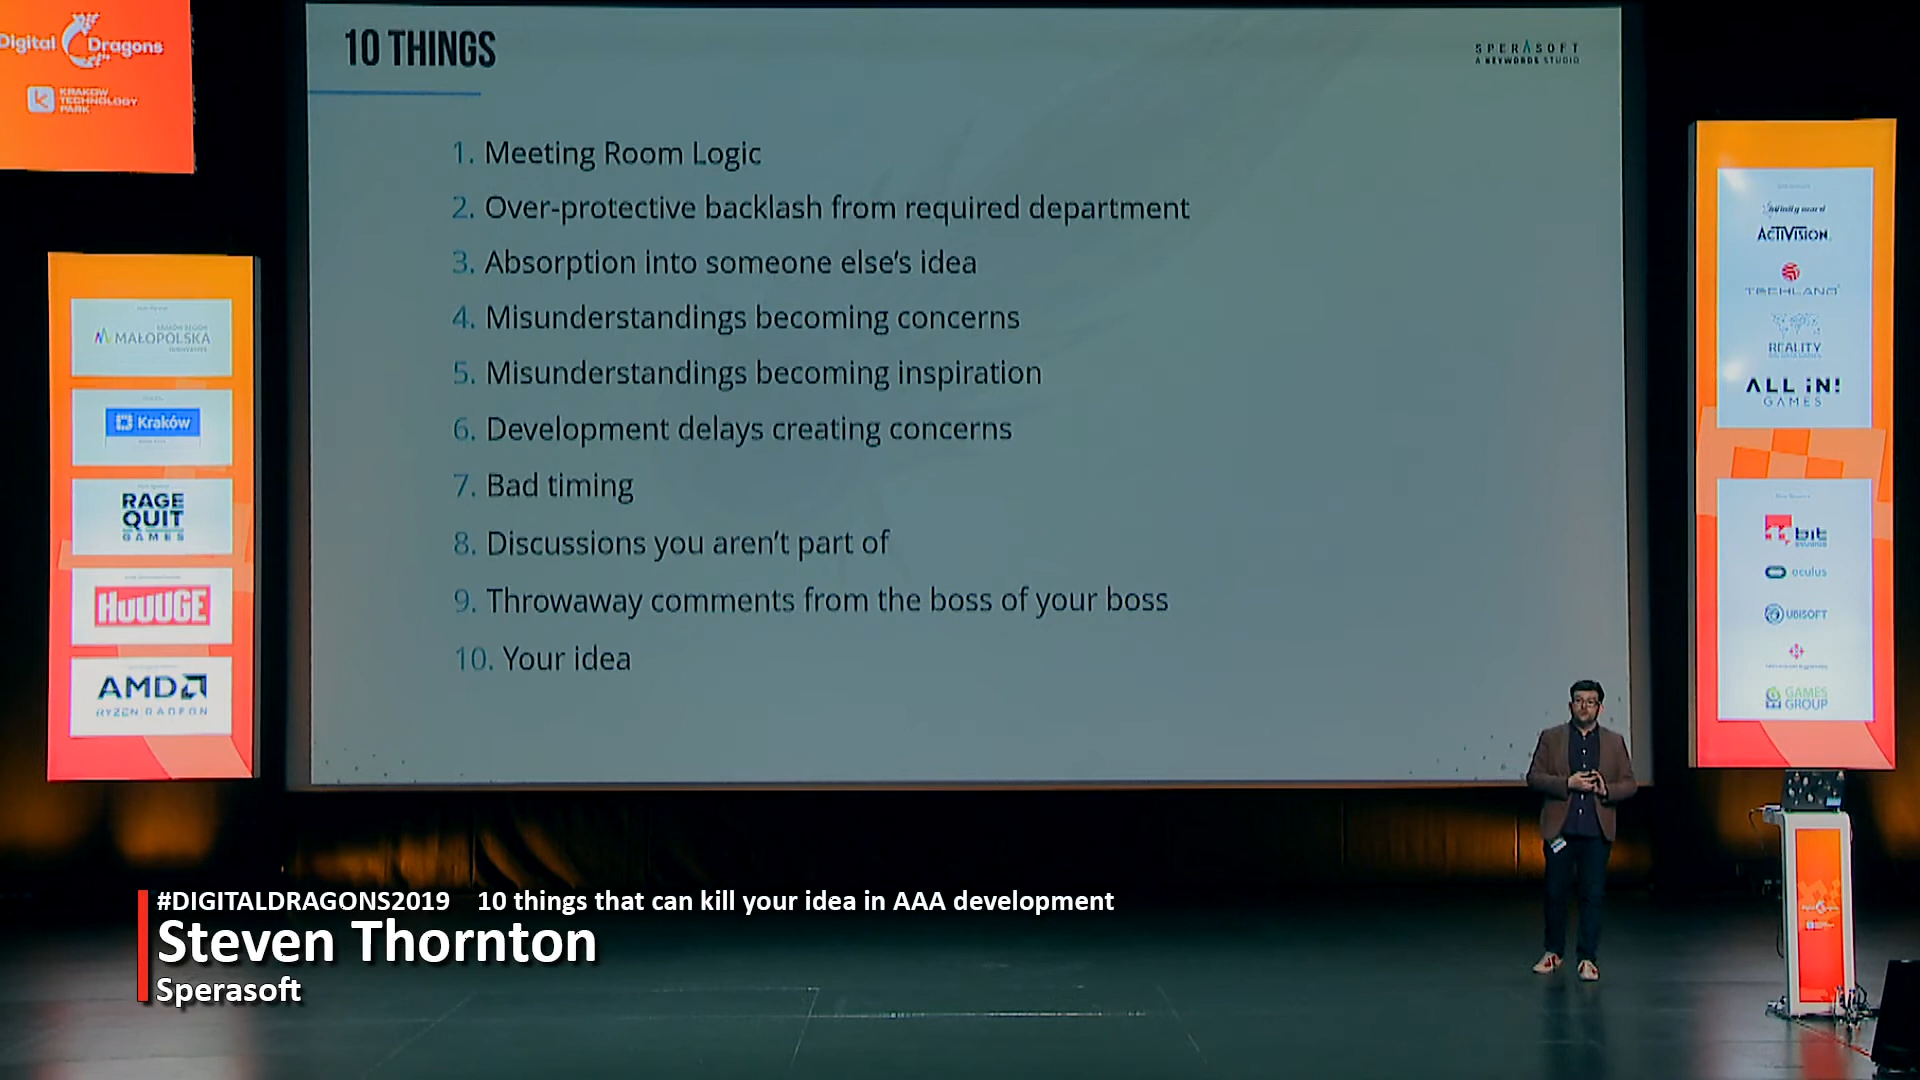 Digital Dragons
KRAKOW
TECHNOLOGY
PARK
10 THINGS
SPERASOFT
A KEYWORDS STUDIO
1. Meeting Room Logic
2. Over-protective backlash from required department
3. Absorption into someone else's idea
4. Misunderstandings becoming concerns
5. Misunderstandings becoming inspiration
6. Development delays creating concerns
7. Bad timing
8. Discussions you aren't part of
9. Throwaway comments from the boss of your boss
10. Your idea
MAŁOPOLSKA
Kraków
RAGE
QUIT
GAMES
HUUUGE
AMD
RYZEN RADEON
infinity ward
ACTIVISION
TECHLAND
REALITY
ALL iN!
GAMES
11 bit
studios
oculus
UBISOFT
GAMES
GROUP
#DIGITALDRAGONS2019 10 things that can kill your idea in AAA development
Steven Thornton
Sperasoft